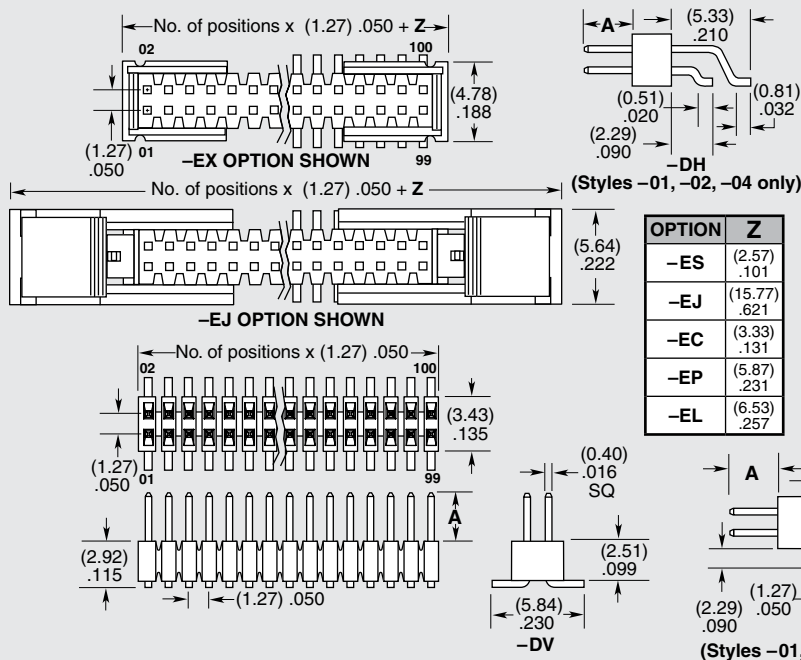 No. of positions x (1.27) .050 + Z
02
100
(4.78)
.188
(1.27)
.050
01
99
–EX OPTION SHOWN
A
(5.33)
.210
(0.51)
.020
(0.81)
.032
(2.29)
.090
–DH
(Styles –01, –02, –04 only)
No. of positions x (1.27) .050 + Z
(5.64)
.222
–EJ OPTION SHOWN
OPTION Z
–ES (2.57) .101
–EJ (15.77) .621
–EC (3.33) .131
–EP (5.87) .231
–EL (6.53) .257
No. of positions x (1.27) .050
02
100
(3.43)
.135
(1.27)
.050
01
99
A
(2.92)
.115
(1.27) .050
(0.40)
.016
SQ
(2.51)
.099
(5.84)
.230
–DV
A
(1.27)
.050
(2.29)
.090
(Styles –01,